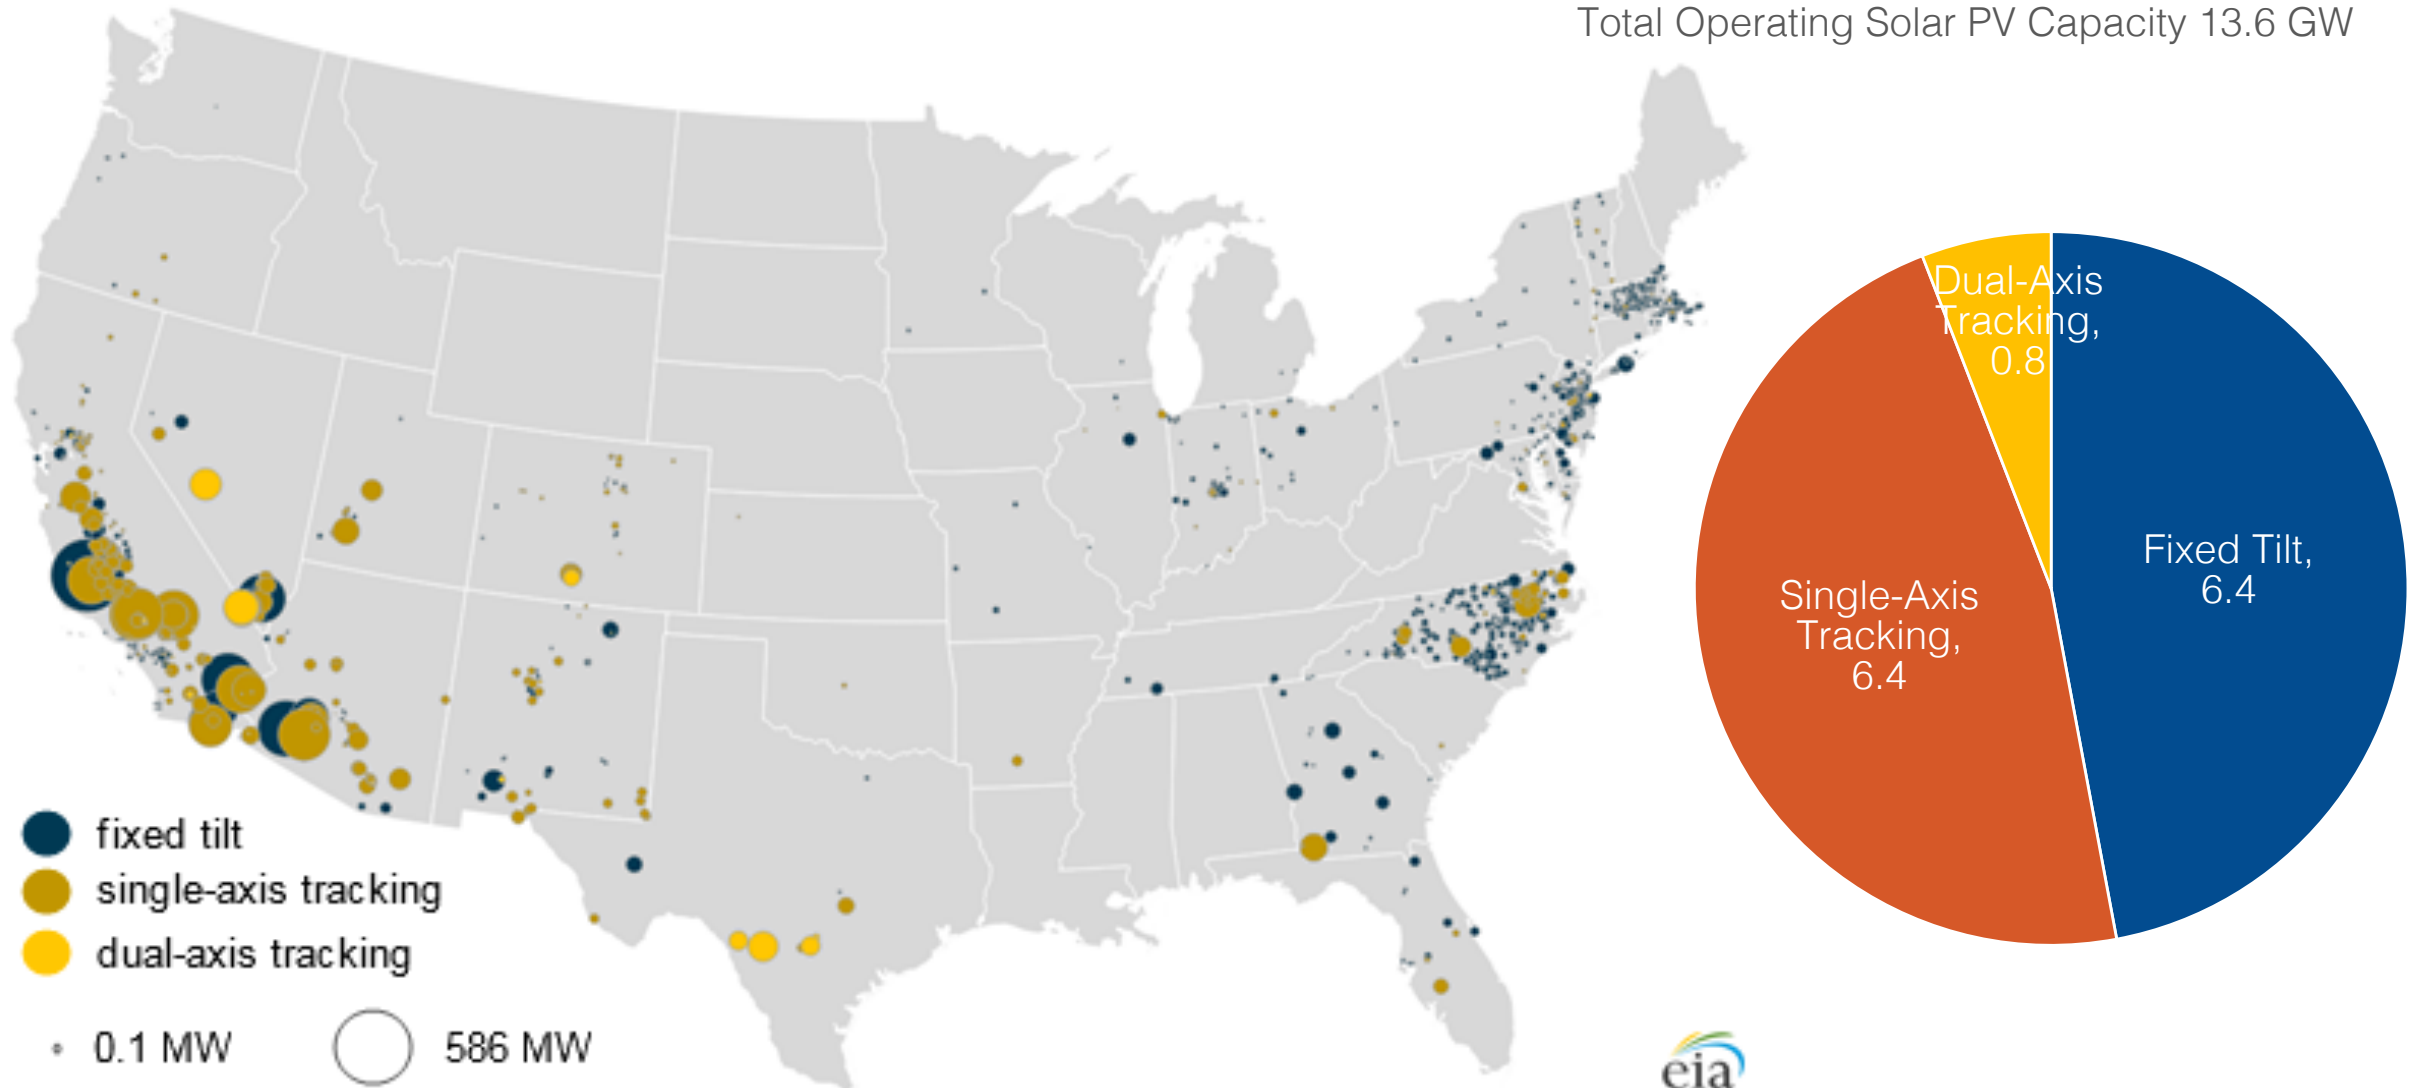 Total Operating Solar PV Capacity 13.6 GW
Dual-Axis
Tracking,
0.8
Fixed Tilt,
6.4
Single-Axis
Tracking,
6.4
fixed tilt
single-axis tracking
dual-axis tracking
0.1 MW
586 MW
eia